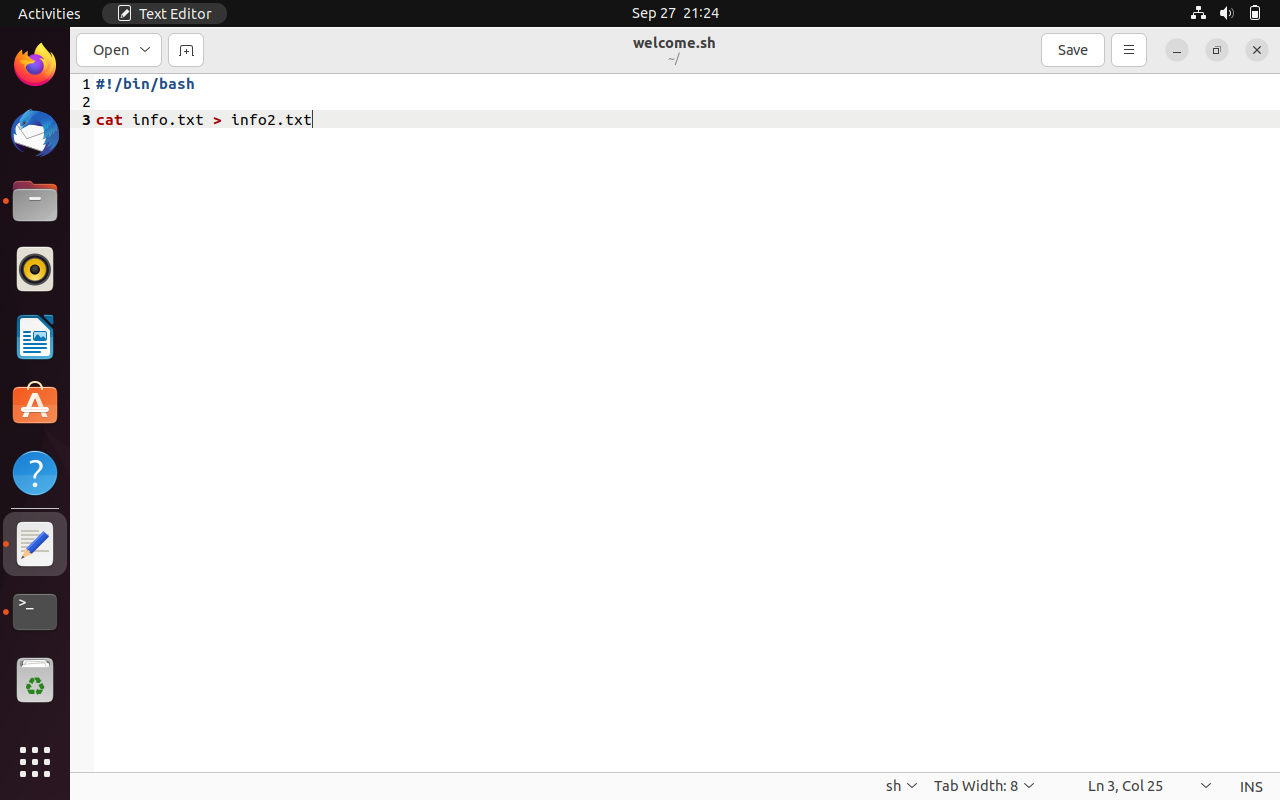 Activities
Text Editor
Sep 27 21:24
Open
welcome.sh
~/
Save
1 #!/bin/bash
2
3 cat info.txt > info2.txt
>_
?
sh
Tab Width: 8
Ln 3, Col 25
INS